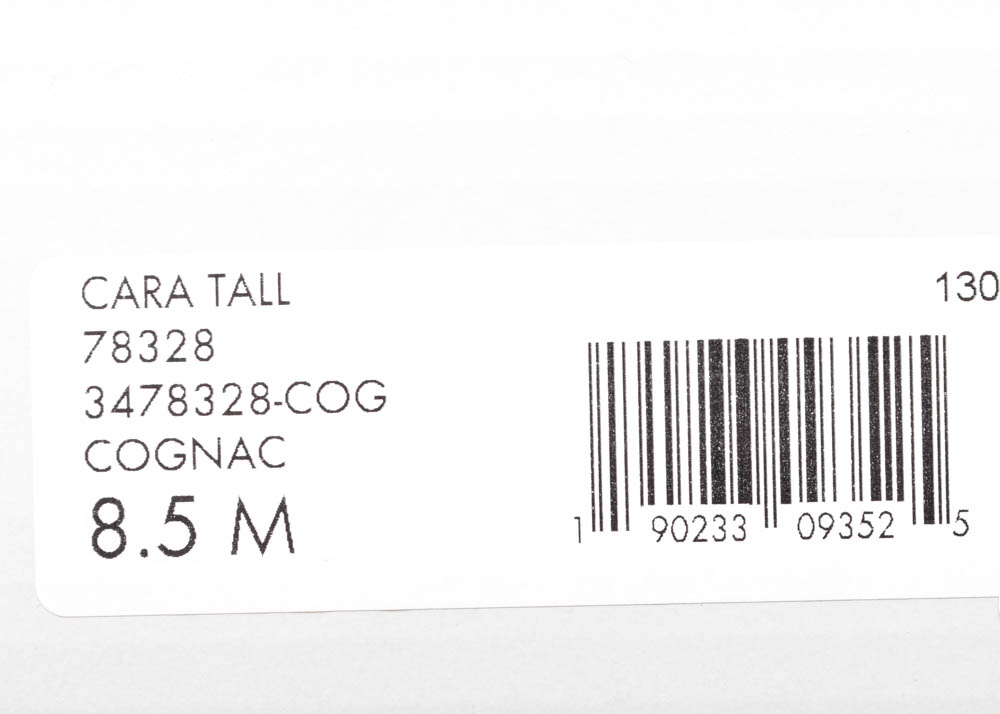 CARA TALL
78328
3478328-COG
COGNAC
8.5 M
130
1 90233 09352 5